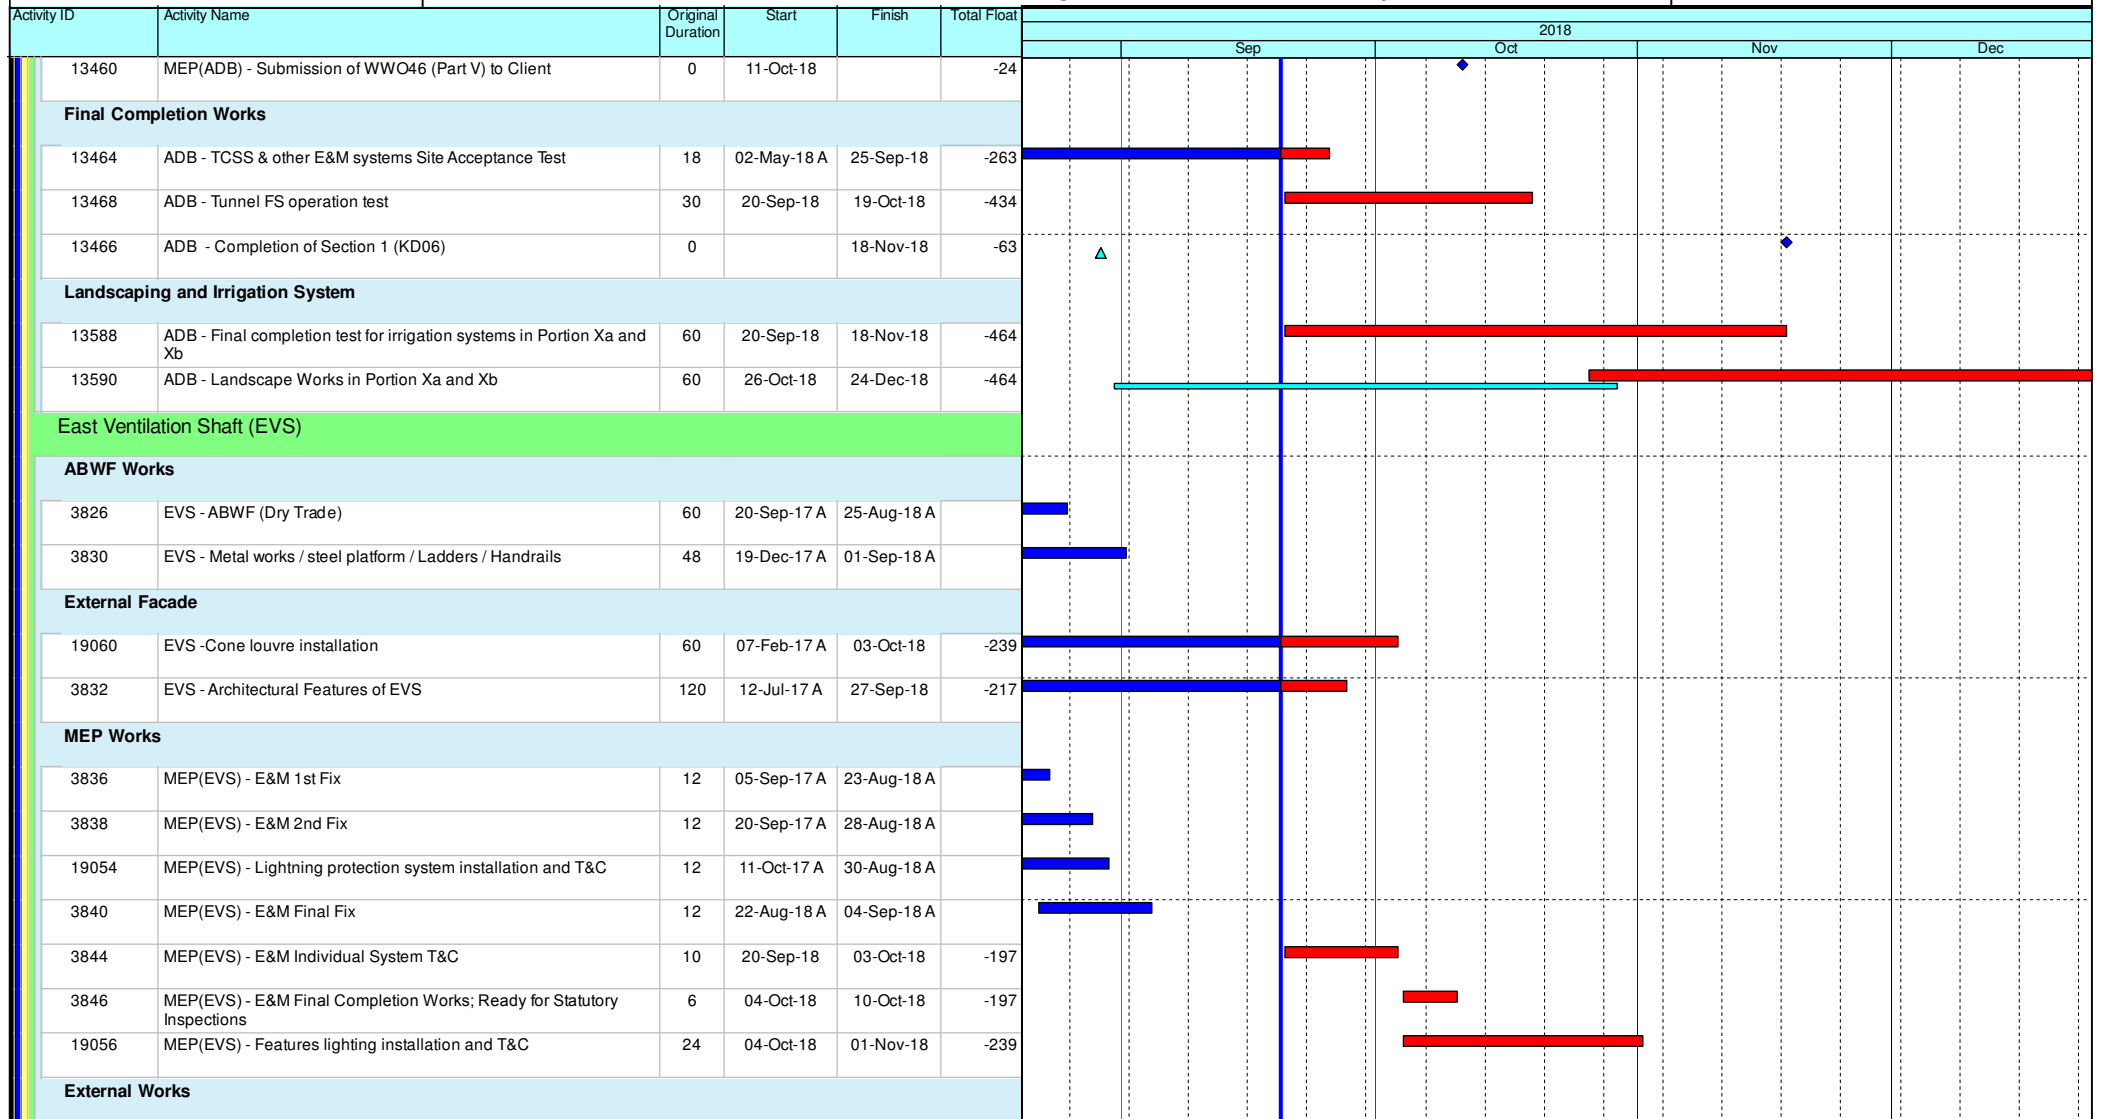 Activity ID Activity Name Original Start Finish Total Float
Duration
2018
Sep Oct Nov Dec
13460 MEP(ADB) - Submission of WWO46 (Part V) to Client 0 11-Oct-18 -24
Final Completion Works
13464 ADB - TCSS & other E&M systems Site Acceptance Test 18 02-May-18 A 25-Sep-18 -263
13468 ADB - Tunnel FS operation test 30 20-Sep-18 19-Oct-18 -434
13466 ADB - Completion of Section 1 (KD06) 0 18-Nov-18 -63
Landscaping and Irrigation System
13588 ADB - Final completion test for irrigation systems in Portion Xa and 60 20-Sep-18 18-Nov-18 -464
Xb
13590 ADB - Landscape Works in Portion Xa and Xb 60 26-Oct-18 24-Dec-18 -464
East Ventilation Shaft (EVS)
ABWF Works
3826 EVS - ABWF (Dry Trade) 60 20-Sep-17 A 25-Aug-18 A
3830 EVS - Metal works / steel platform / Ladders / Handrails 48 19-Dec-17 A 01-Sep-18 A
External Facade
19060 EVS -Cone louvre installation 60 07-Feb-17 A 03-Oct-18 -239
3832 EVS - Architectural Features of EVS 120 12-Jul-17 A 27-Sep-18 -217
MEP Works
3836 MEP(EVS) - E&M 1st Fix 12 05-Sep-17 A 23-Aug-18 A
3838 MEP(EVS) - E&M 2nd Fix 12 20-Sep-17 A 28-Aug-18 A
19054 MEP(EVS) - Lightning protection system installation and T&C 12 11-Oct-17 A 30-Aug-18 A
3840 MEP(EVS) - E&M Final Fix 12 22-Aug-18 A 04-Sep-18 A
3844 MEP(EVS) - E&M Individual System T&C 10 20-Sep-18 03-Oct-18 -197
3846 MEP(EVS) - E&M Final Completion Works; Ready for Statutory 6 04-Oct-18 10-Oct-18 -197
Inspections
19056 MEP(EVS) - Features lighting installation and T&C 24 04-Oct-18 01-Nov-18 -239
External Works